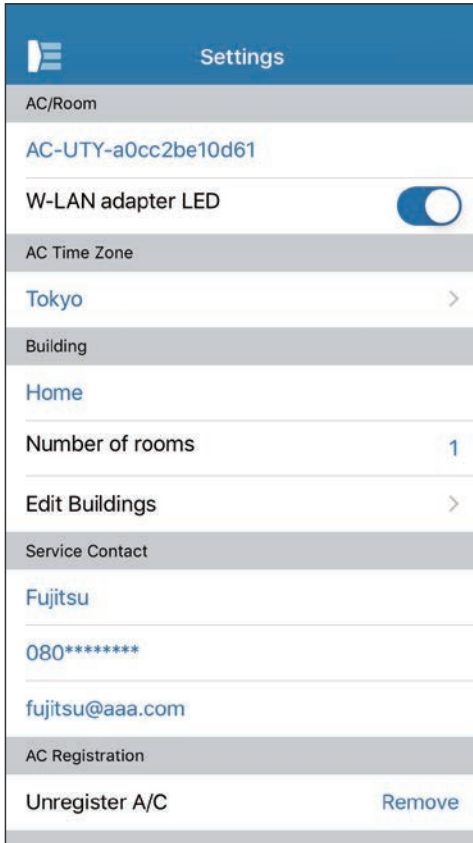 Settings
AC/Room
AC-UTY-a0cc2be10d61
W-LAN adapter LED
AC Time Zone
Tokyo
Building
Home
Number of rooms 1
Edit Buildings
Service Contact
Fujitsu
080********
fujitsu@aaa.com
AC Registration
Unregister A/C Remove